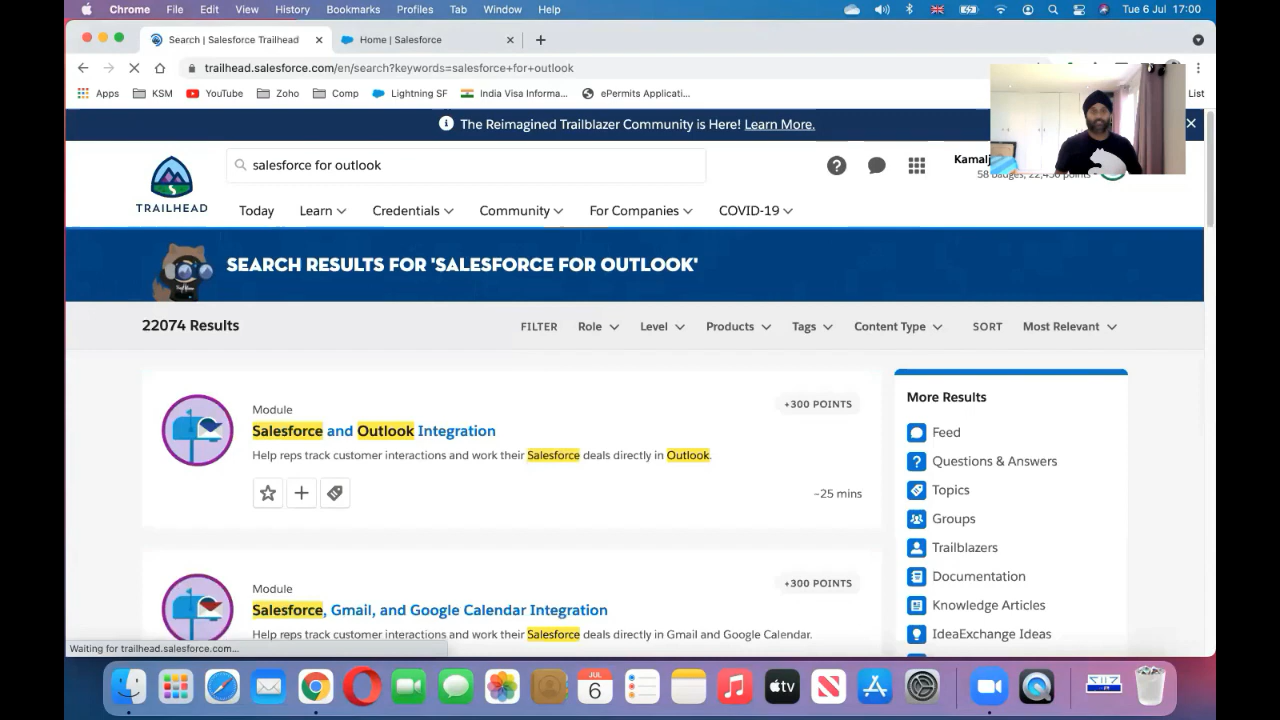 Chrome File Edit View History Bookmarks Profiles Tab Window Help Tue 6 Jul 17:00
Search | Salesforce Trailhead Home | Salesforce
trailhead.salesforce.com/en/search?keywords=salesforce+for+outlook
Apps KSM YouTube Zoho Comp Lightning SF India Visa Informa... ePermits Applicati... List
The Reimagined Trailblazer Community is Here! Learn More.
salesforce for outlook
Kamalj
58 badges, 22,450 points
TRAILHEAD
Today Learn Credentials Community For Companies COVID-19
SEARCH RESULTS FOR 'SALESFORCE FOR OUTLOOK'
22074 Results FILTER Role Level Products Tags Content Type SORT Most Relevant
Module +300 POINTS
Salesforce and Outlook Integration
Help reps track customer interactions and work their Salesforce deals directly in Outlook.
~25 mins
Module +300 POINTS
Salesforce, Gmail, and Google Calendar Integration
Help reps track customer interactions and work their Salesforce deals directly in Gmail and Google Calendar.
More Results
Feed
Questions & Answers
Topics
Groups
Trailblazers
Documentation
Knowledge Articles
IdeaExchange Ideas
Waiting for trailhead.salesforce.com...
JUL
6
tv